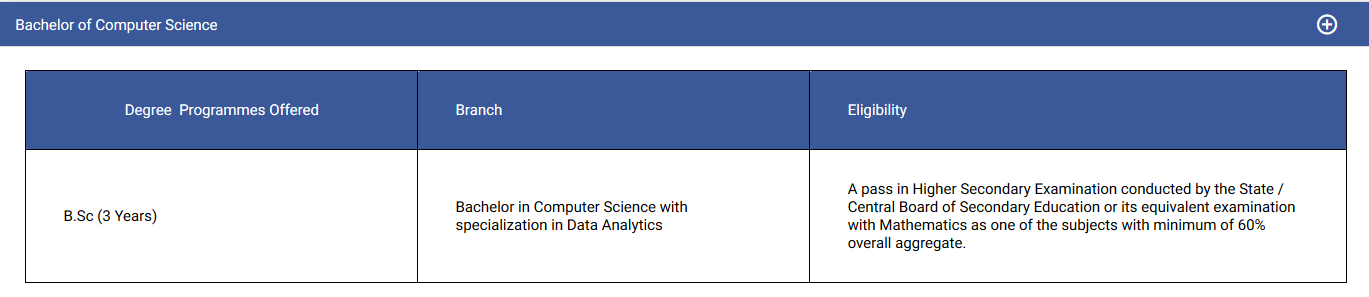 Bachelor of Computer Science
Degree  Programmes Offered
Branch
Eligibility
B.Sc (3 Years)
Bachelor in Computer Science with
specialization in Data Analytics
A pass in Higher Secondary Examination conducted by the State /
Central Board of Secondary Education or its equivalent examination
with Mathematics as one of the subjects with minimum of 60%
overall aggregate.